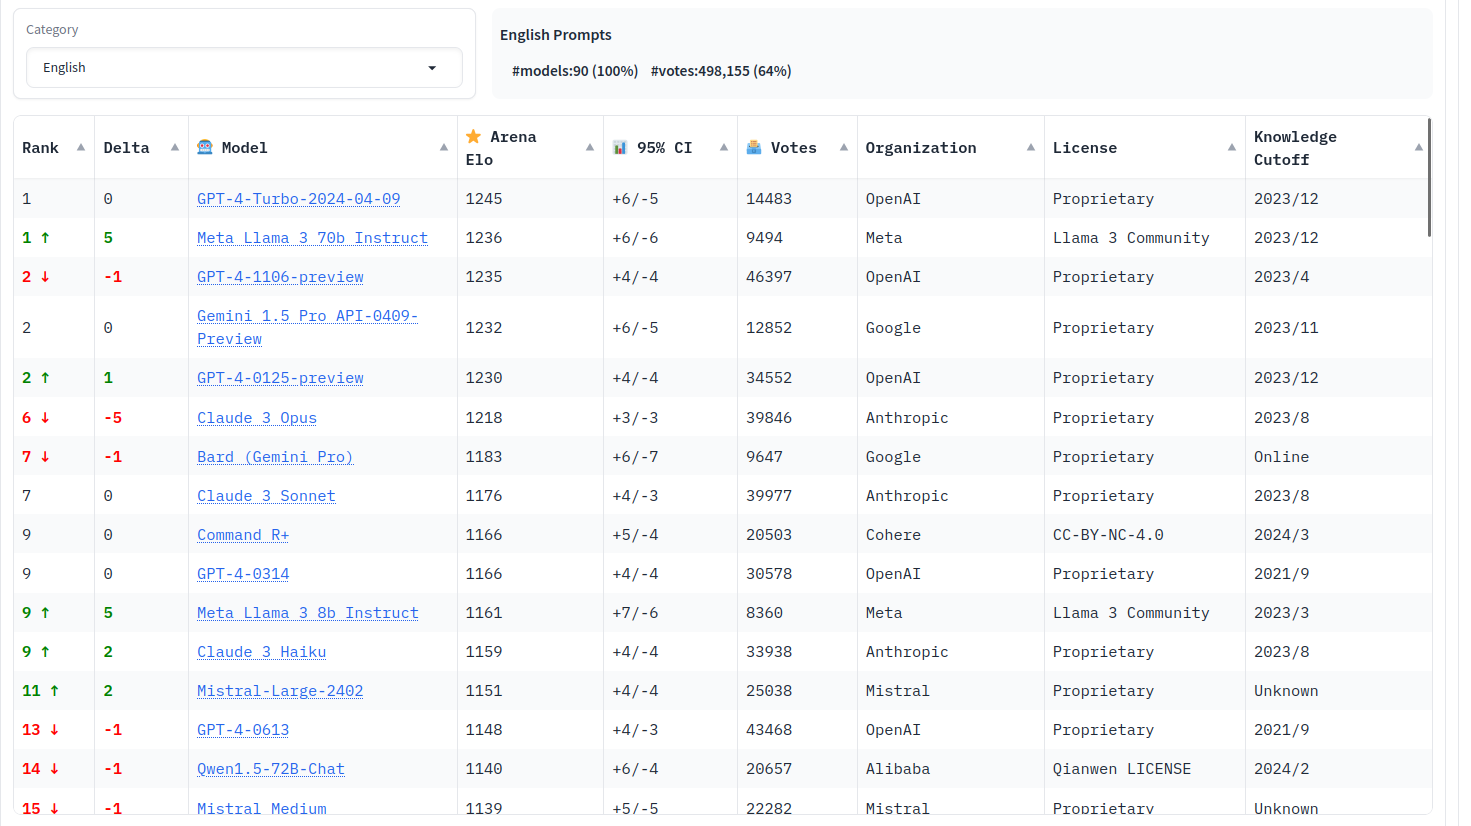 Category
English
English Prompts
#models:90 (100%) #votes:498,155 (64%)
Rank Delta Model Arena Elo 95% CI Votes Organization License Knowledge Cutoff
1 0 GPT-4-Turbo-2024-04-09 1245 +6/-5 14483 OpenAI Proprietary 2023/12
1 ↑ 5 Meta Llama 3 70b Instruct 1236 +6/-6 9494 Meta Llama 3 Community 2023/12
2 ↓ -1 GPT-4-1106-preview 1235 +4/-4 46397 OpenAI Proprietary 2023/4
2 0 Gemini 1.5 Pro API-0409-Preview 1232 +6/-5 12852 Google Proprietary 2023/11
2 ↑ 1 GPT-4-0125-preview 1230 +4/-4 34552 OpenAI Proprietary 2023/12
6 ↓ -5 Claude 3 Opus 1218 +3/-3 39846 Anthropic Proprietary 2023/8
7 ↓ -1 Bard (Gemini Pro) 1183 +6/-7 9647 Google Proprietary Online
7 0 Claude 3 Sonnet 1176 +4/-3 39977 Anthropic Proprietary 2023/8
9 0 Command R+ 1166 +5/-4 20503 Cohere CC-BY-NC-4.0 2024/3
9 0 GPT-4-0314 1166 +4/-4 30578 OpenAI Proprietary 2021/9
9 ↑ 5 Meta Llama 3 8b Instruct 1161 +7/-6 8360 Meta Llama 3 Community 2023/3
9 ↑ 2 Claude 3 Haiku 1159 +4/-4 33938 Anthropic Proprietary 2023/8
11 ↑ 2 Mistral-Large-2402 1151 +4/-4 25038 Mistral Proprietary Unknown
13 ↓ -1 GPT-4-0613 1148 +4/-3 43468 OpenAI Proprietary 2021/9
14 ↓ -1 Qwen1.5-72B-Chat 1140 +6/-4 20657 Alibaba Qianwen LICENSE 2024/2
15 ↓ -1 Mistral Medium 1139 +5/-5 22282 Mistral Proprietary Unknown